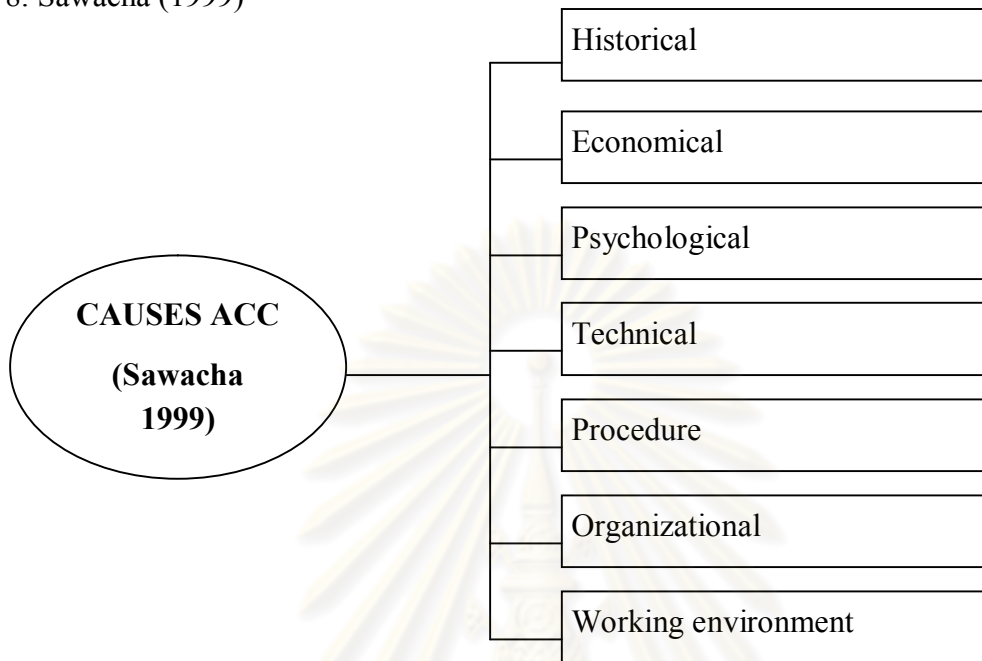 8. Sawacha (1999)
Historical
Economical
Psychological
CAUSES ACC
(Sawacha
1999)
Technical
Procedure
Organizational
Working environment